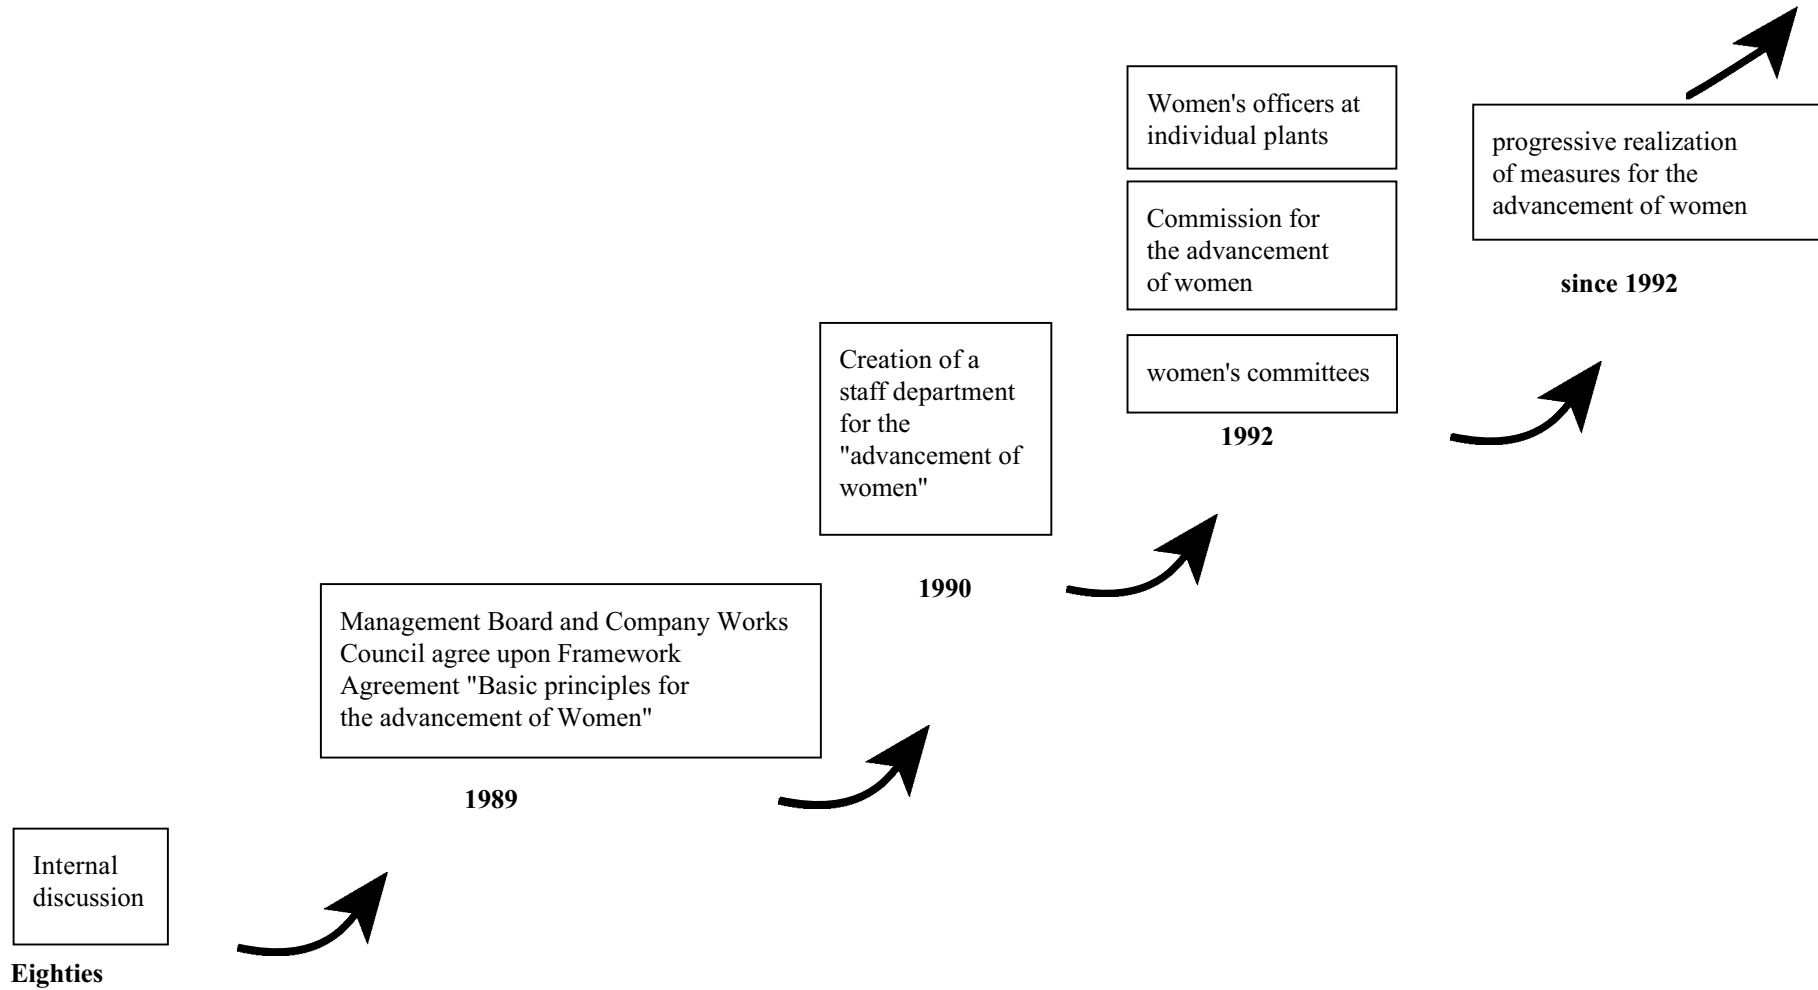 Internal
discussion
Eighties
Management Board and Company Works
Council agree upon Framework
Agreement "Basic principles for
the advancement of Women"
1989
Creation of a
staff department
for the
"advancement of
women"
1990
Women's officers at
individual plants
Commission for
the advancement
of women
women's committees
1992
progressive realization
of measures for the
advancement of women
since 1992